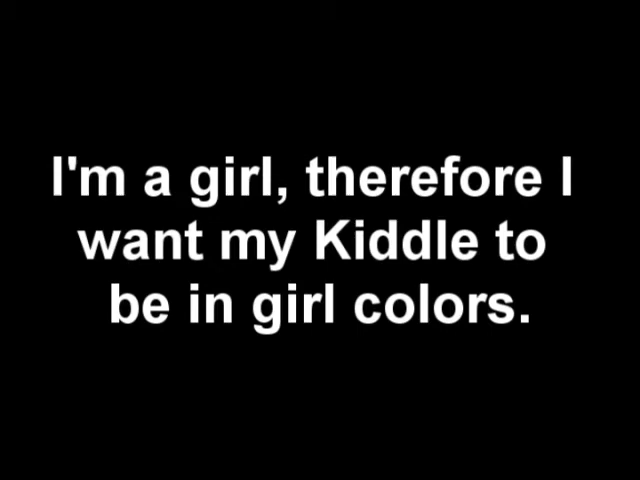 I'm a girl, therefore I
want my Kiddle to
be in girl colors.